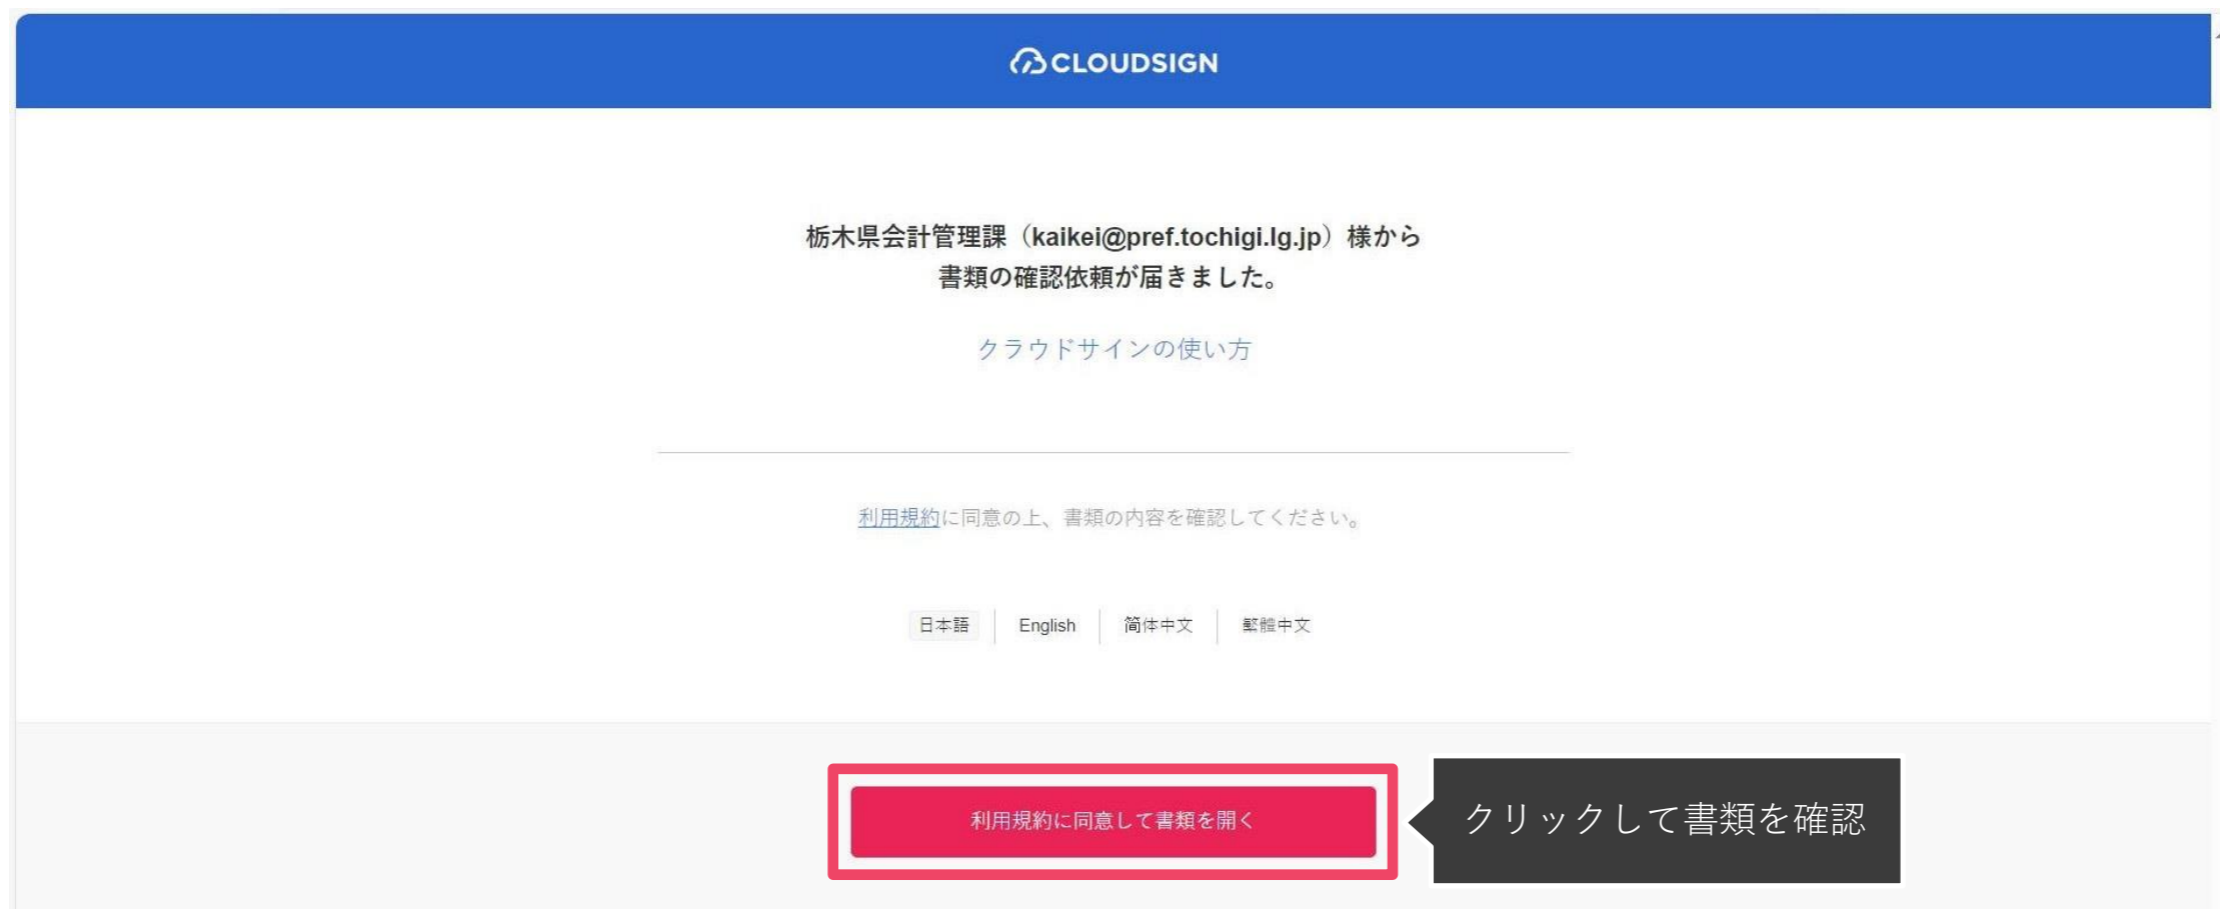 CLOUDSIGN
栃木県会計管理課（kaikei@pref.tochigi.lg.jp）様から
書類の確認依頼が届きました。
クラウドサインの使い方
利用規約に同意の上、書類の内容を確認してください。
日本語 English 简体中文 繁體中文
利用規約に同意して書類を開く
クリックして書類を確認